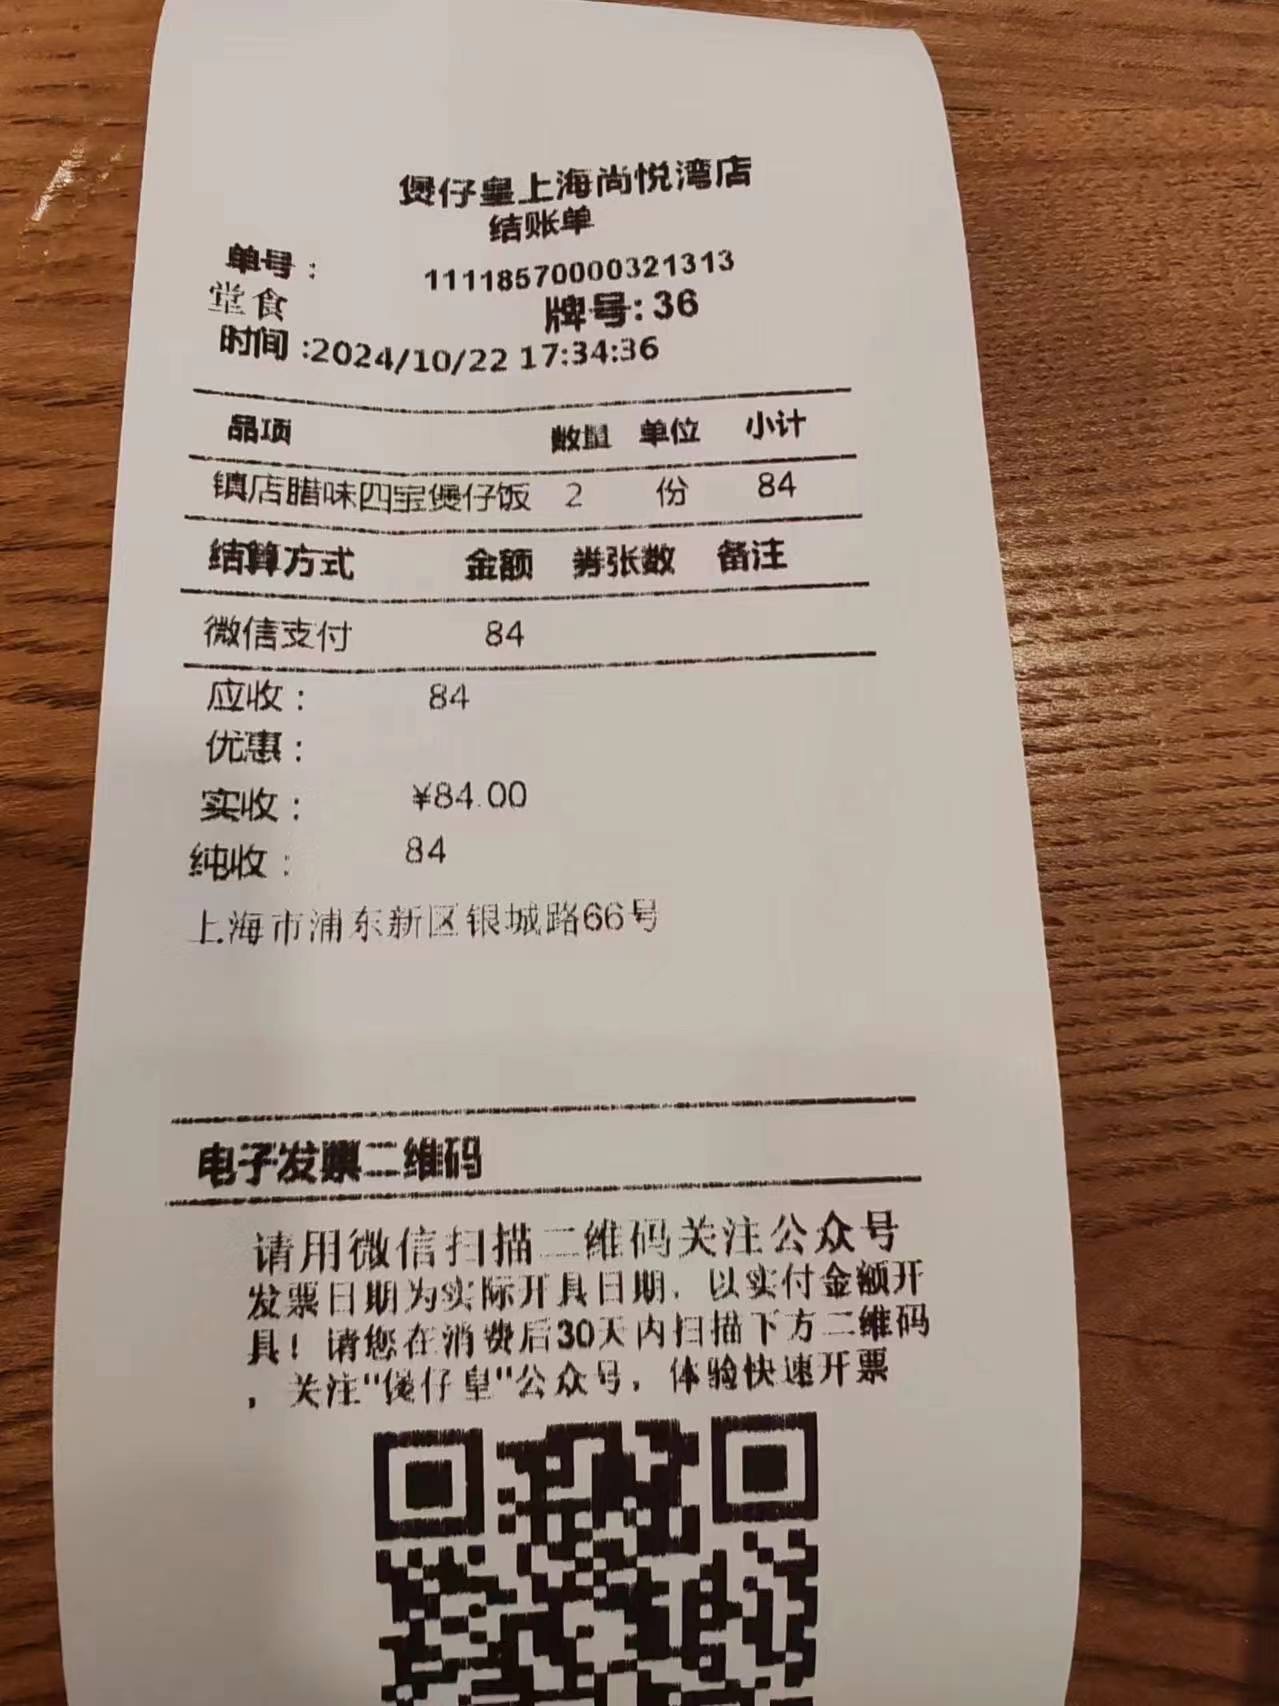 煲仔皇上海尚悦湾店
结账单
单号： 11118570000321313
堂食 牌号: 36
时间 :2024/10/22 17:34:36
品项 数量 单位 小计
镇店腊味四宝煲仔饭 2 份 84
结算方式 金额 券张数 备注
微信支付 84
应收： 84
优惠：
实收： ¥84.00
纯收： 84
上海市浦东新区银城路66号
电子发票二维码
请用微信扫描二维码关注公众号
发票日期为实际开具日期，以实付金额开
具！请您在消费后30天内扫描下方二维码
，关注"煲仔皇"公众号，体验快速开票